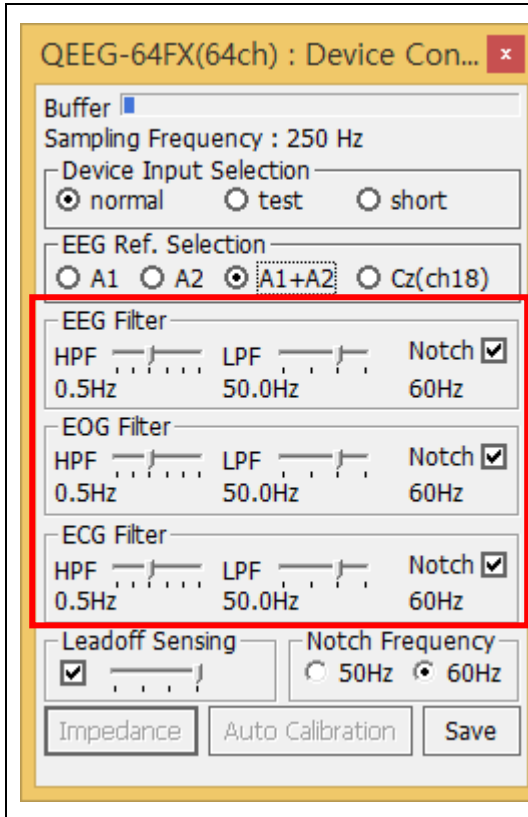 QEEG-64FX(64ch) : Device Con... x
Buffer
Sampling Frequency : 250 Hz
Device Input Selection
normal test short
EEG Ref. Selection
A1 A2 A1+A2 Cz(ch18)
EEG Filter
HPF LPF Notch
0.5Hz 50.0Hz 60Hz
EOG Filter
HPF LPF Notch
0.5Hz 50.0Hz 60Hz
ECG Filter
HPF LPF Notch
0.5Hz 50.0Hz 60Hz
Leadoff Sensing Notch Frequency
50Hz 60Hz
Impedance Auto Calibration Save